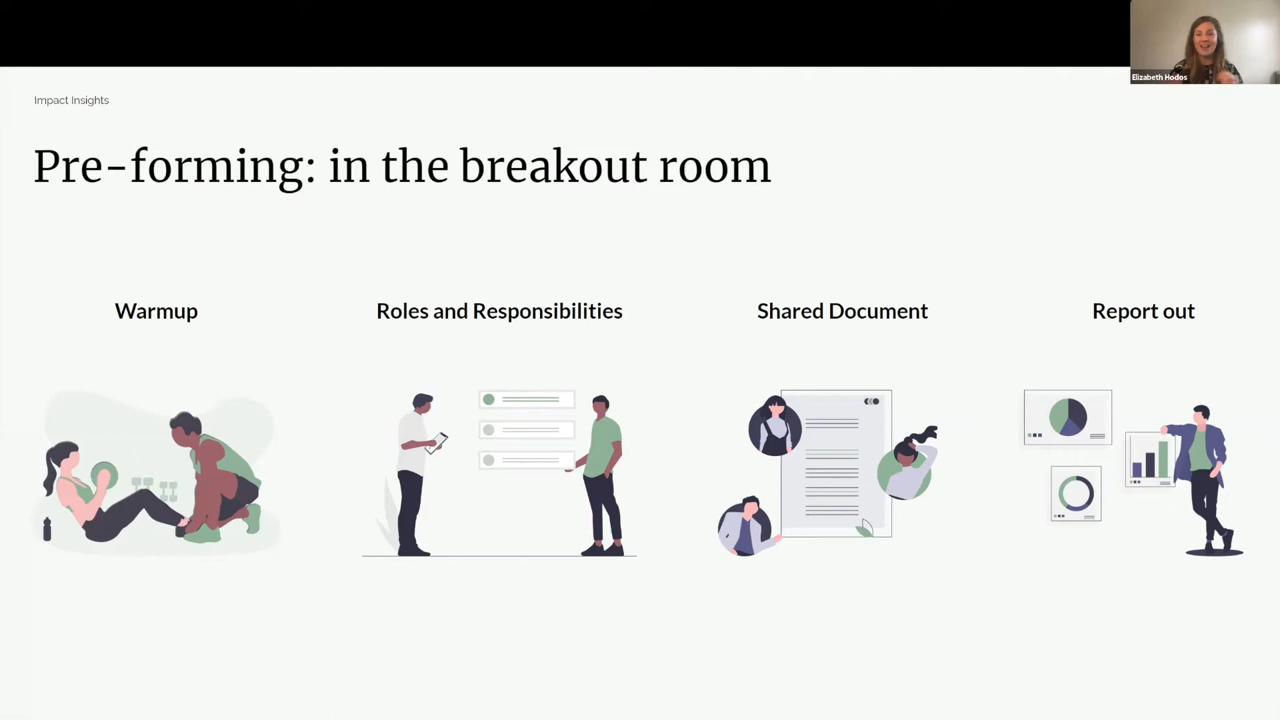 Elizabeth Hodos
Impact Insights
Pre-forming: in the breakout room
Warmup
Roles and Responsibilities
Shared Document
Report out